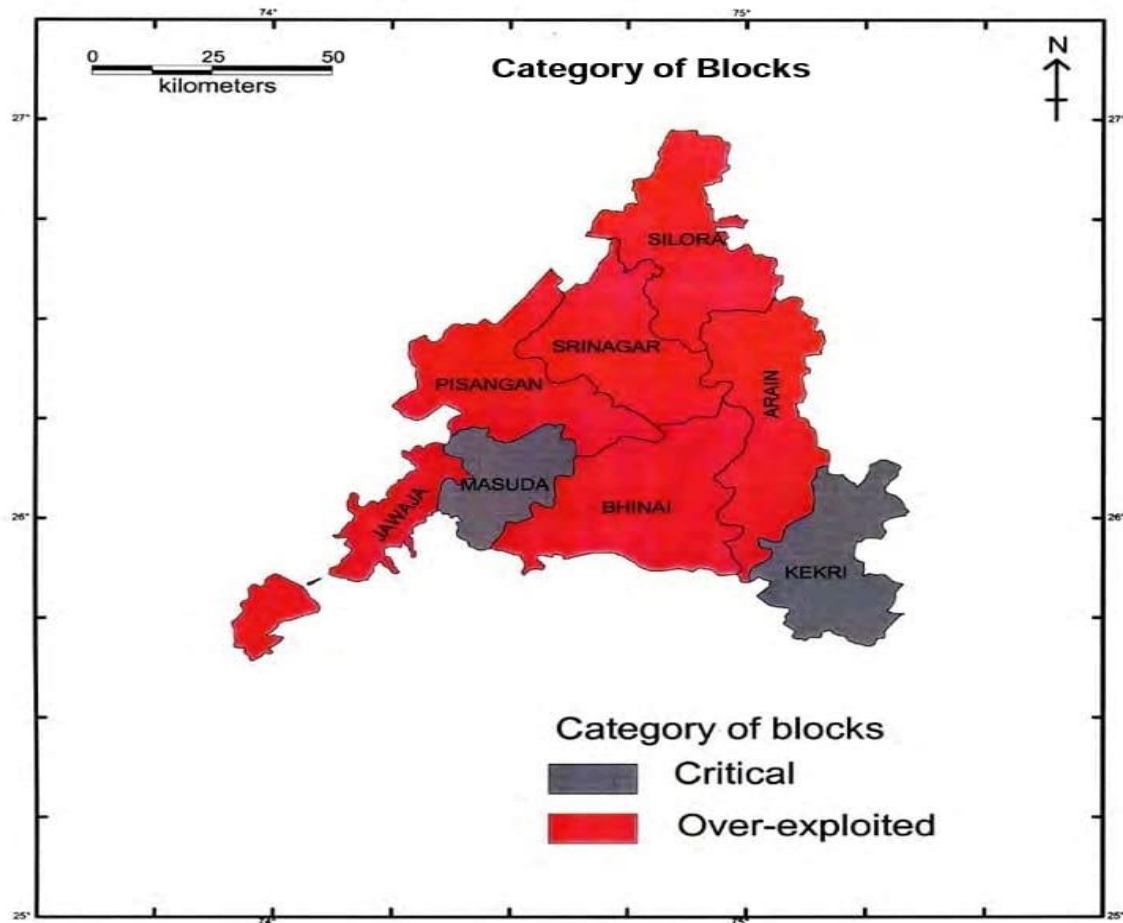 74° 75°
0 25 50
kilometers
Category of Blocks
N
27° 27°
SILORA
SRINAGAR
PISANGAN
ARAIN
MASUDA
JAWAJA
BHINAI
26° 26°
KEKRI
Category of blocks
Critical
Over-exploited
25° 25°
74° 75°